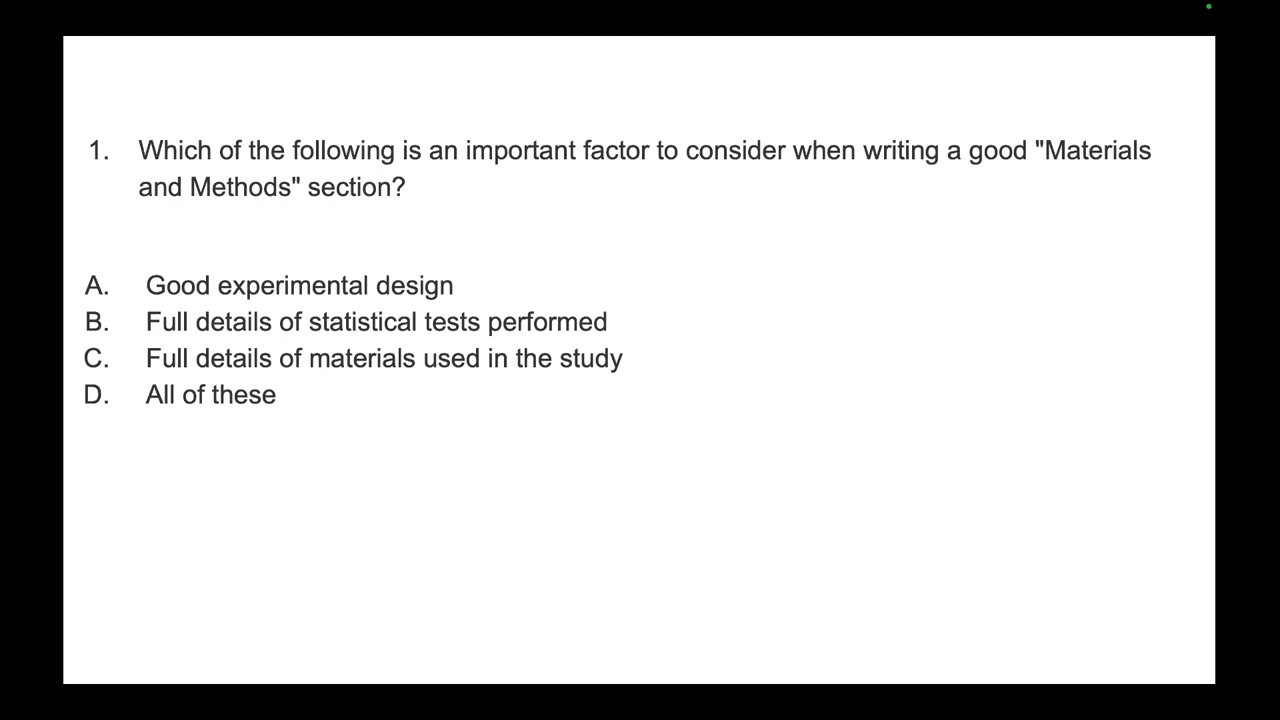 1. Which of the following is an important factor to consider when writing a good "Materials
and Methods" section?
A. Good experimental design
B. Full details of statistical tests performed
C. Full details of materials used in the study
D. All of these